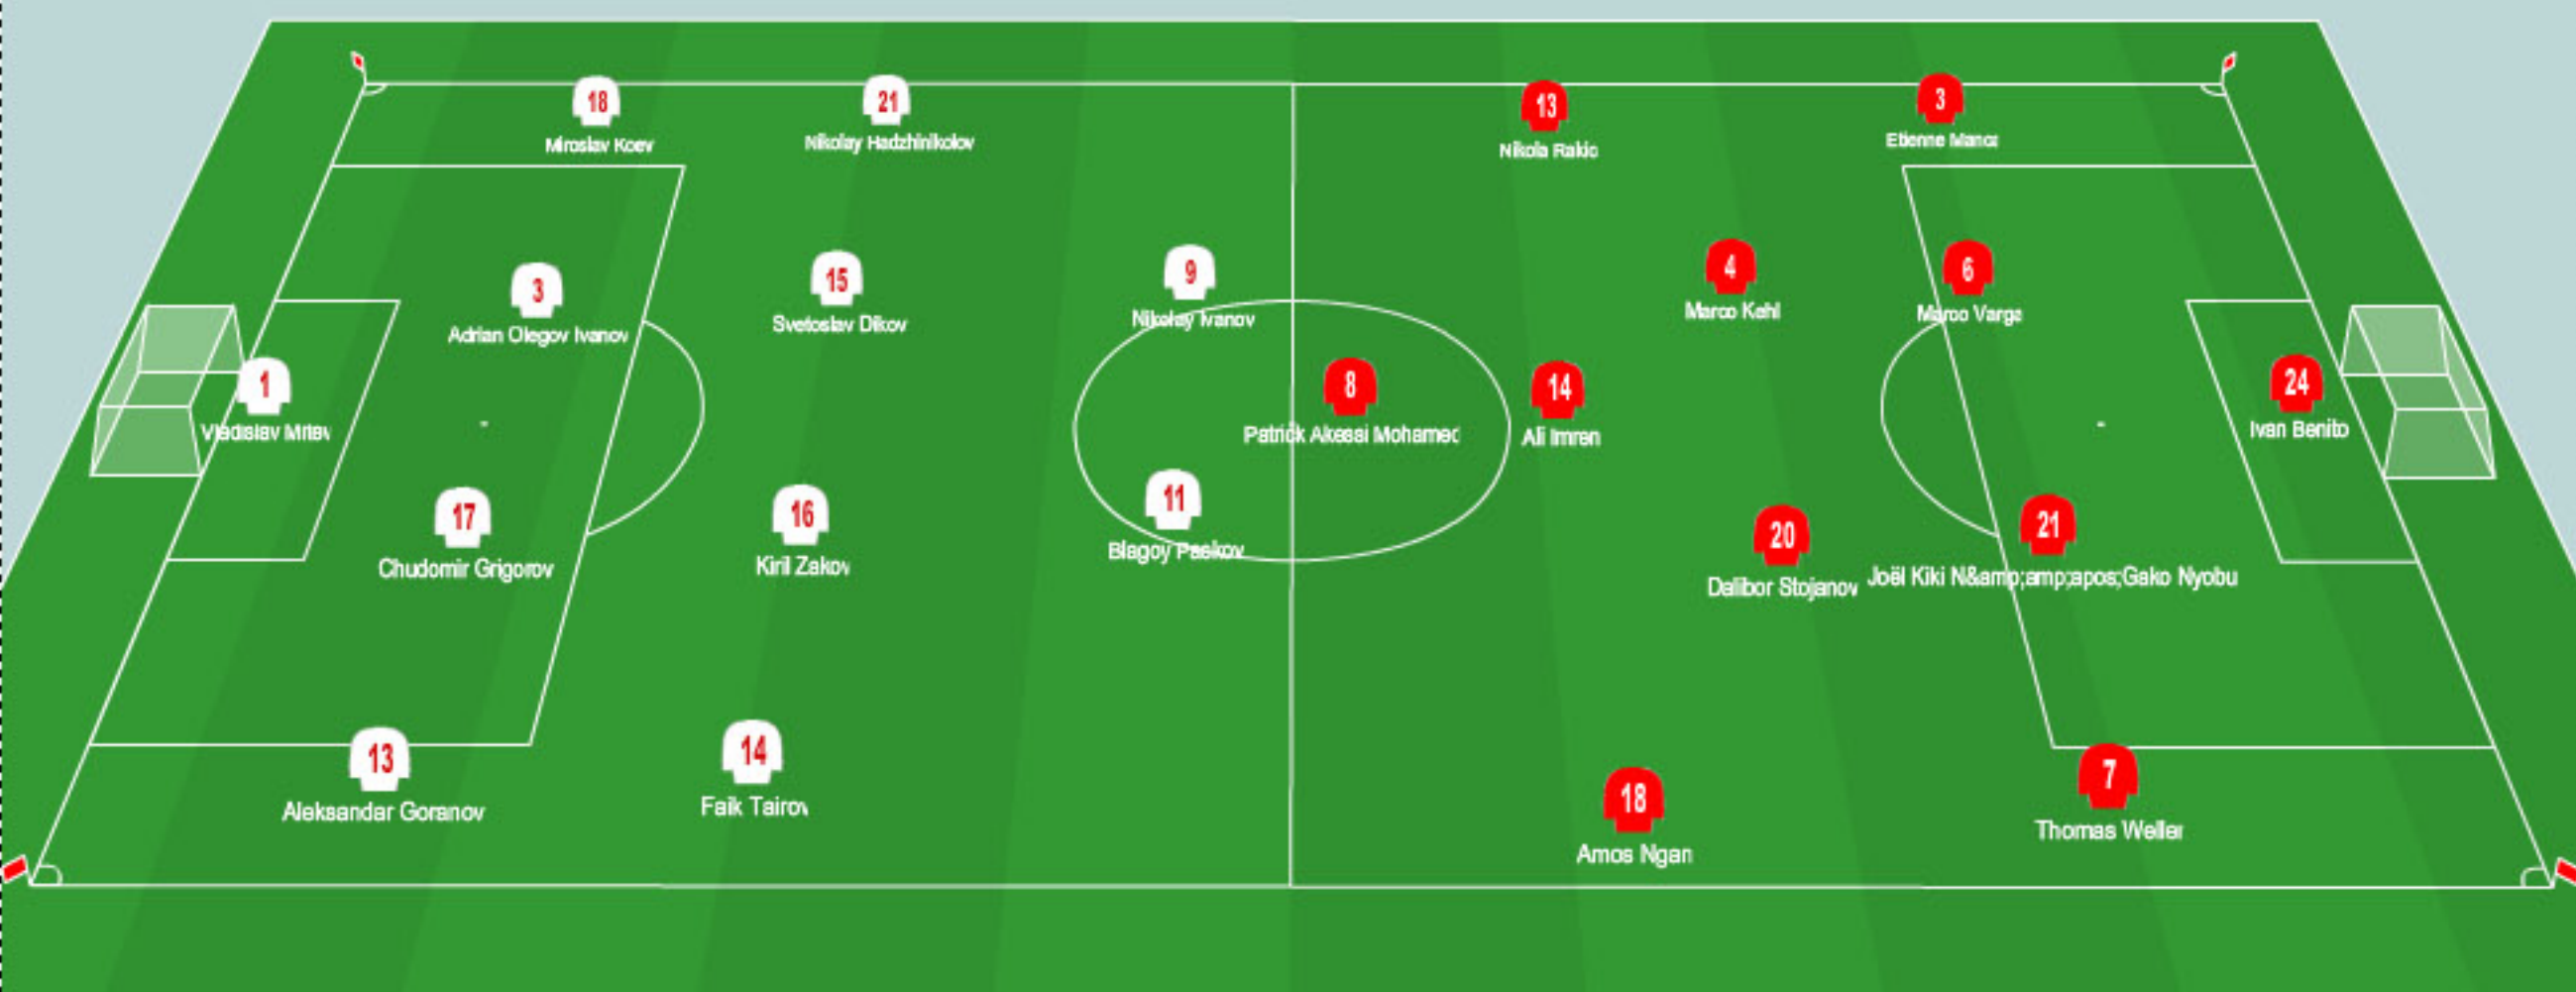 18
Miroslav Koev
21
Nikolay Hadzhinikolov
13
Nikola Rakic
3
Etienne Manca
3
Adrian Olegov Ivanov
15
Svetoslav Dikov
9
Nikolay Ivanov
4
Marco Kehl
6
Marco Varga
1
Vladislav Mitev
8
Patrick Akassi Mohamed
14
Ali Imren
24
Ivan Benito
17
Chudomir Grigorov
16
Kiril Zakov
11
Blagoy Paskov
20
Dalibor Stojanov
21
Joël Kiki N&amp;amp;apos;Gako Nyobu
13
Aleksandar Goranov
14
Faik Tairov
18
Amos Ngan
7
Thomas Weller